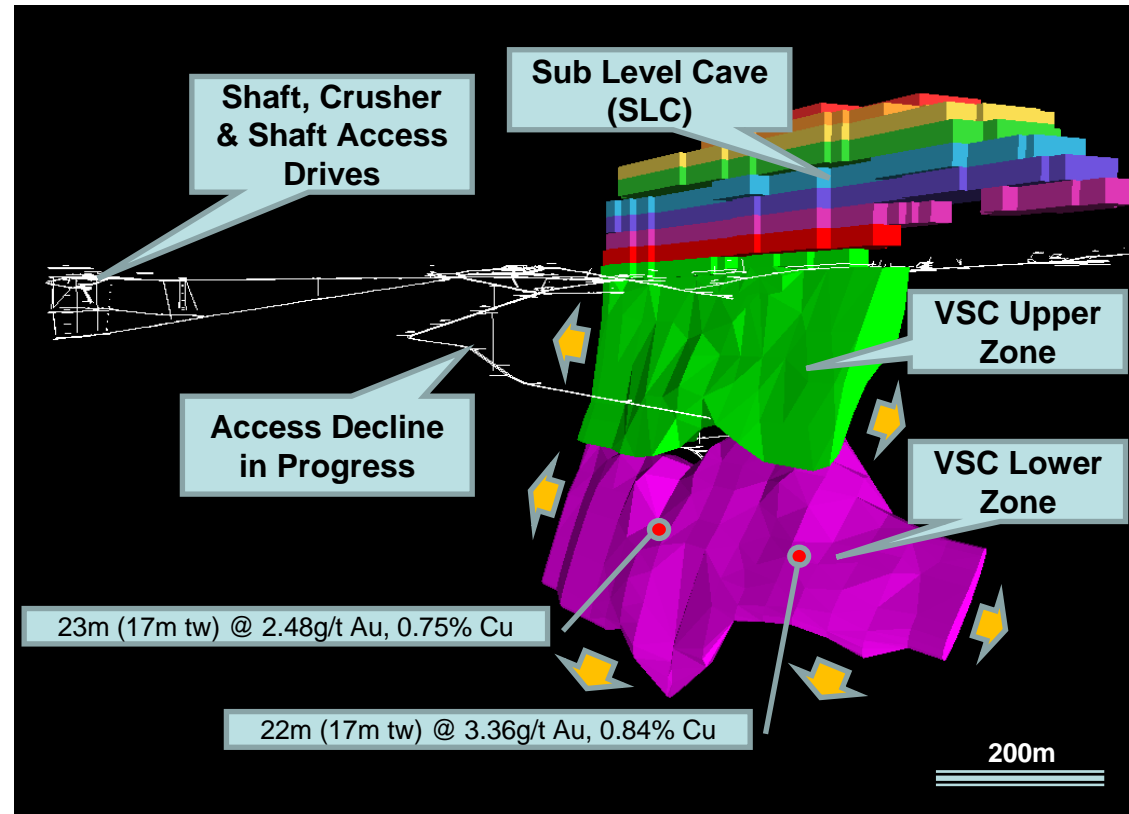 Shaft, Crusher
& Shaft Access
Drives
Sub Level Cave
(SLC)
VSC Upper
Zone
Access Decline
in Progress
VSC Lower
Zone
23m (17m tw) @ 2.48g/t Au, 0.75% Cu
22m (17m tw) @ 3.36g/t Au, 0.84% Cu
200m